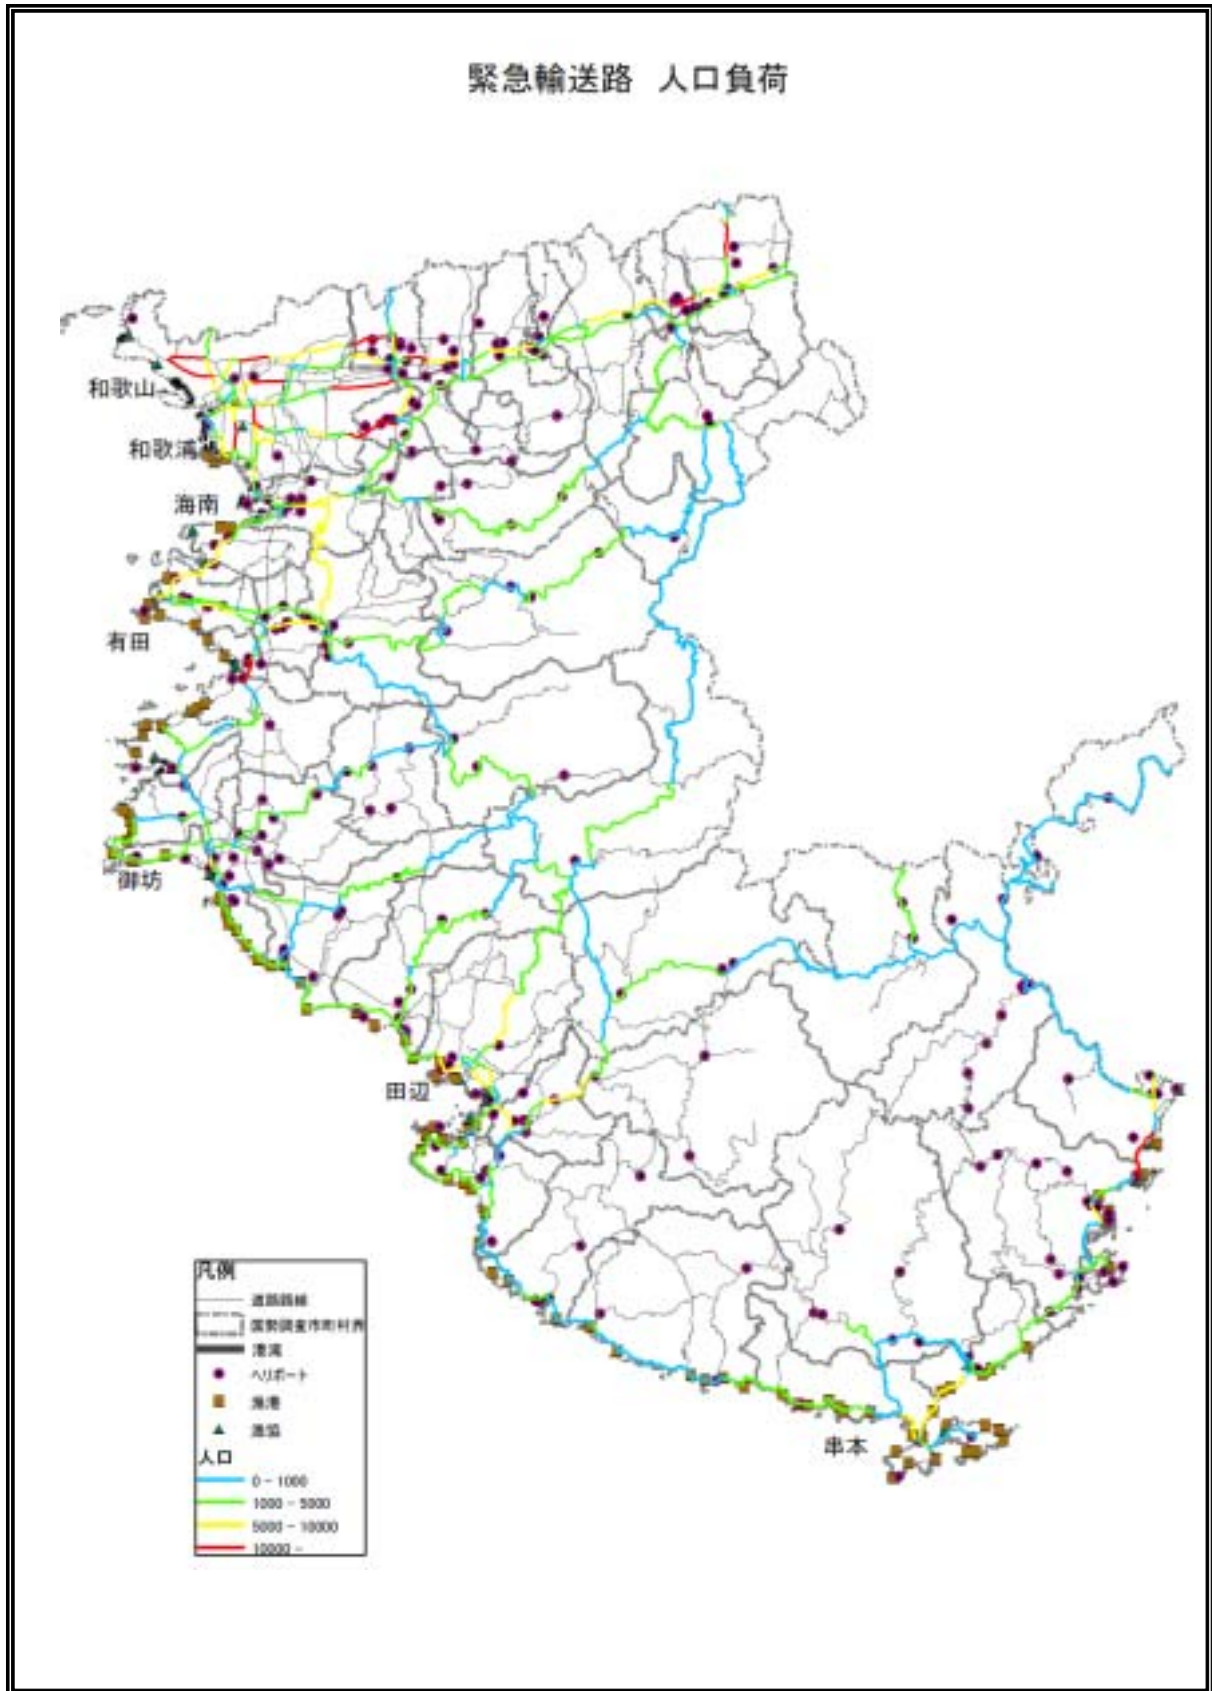 緊急輸送路 人口負荷
和歌山
和歌浦
海南
有田
御坊
田辺
串本
凡例
道路路線
国勢調査市町村界
港湾
ヘリポート
漁港
漁協
人口
0 - 1000
1000 - 5000
5000 - 10000
10000 -